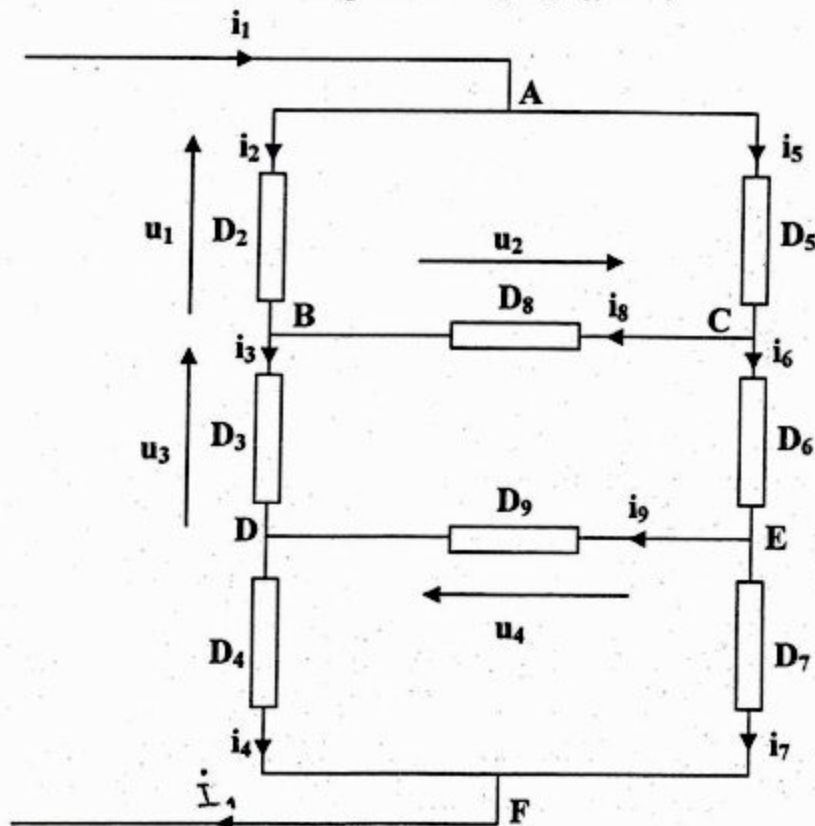 i₁
A
i₂ i₅
u₁ D₂ u₂ D₅
B D₈ i₈ C
i₃ i₆
u₃ D₃ D₆
D D₉ i₉ E
u₄
D₄ D₇
i₄ i₇
I₁ F